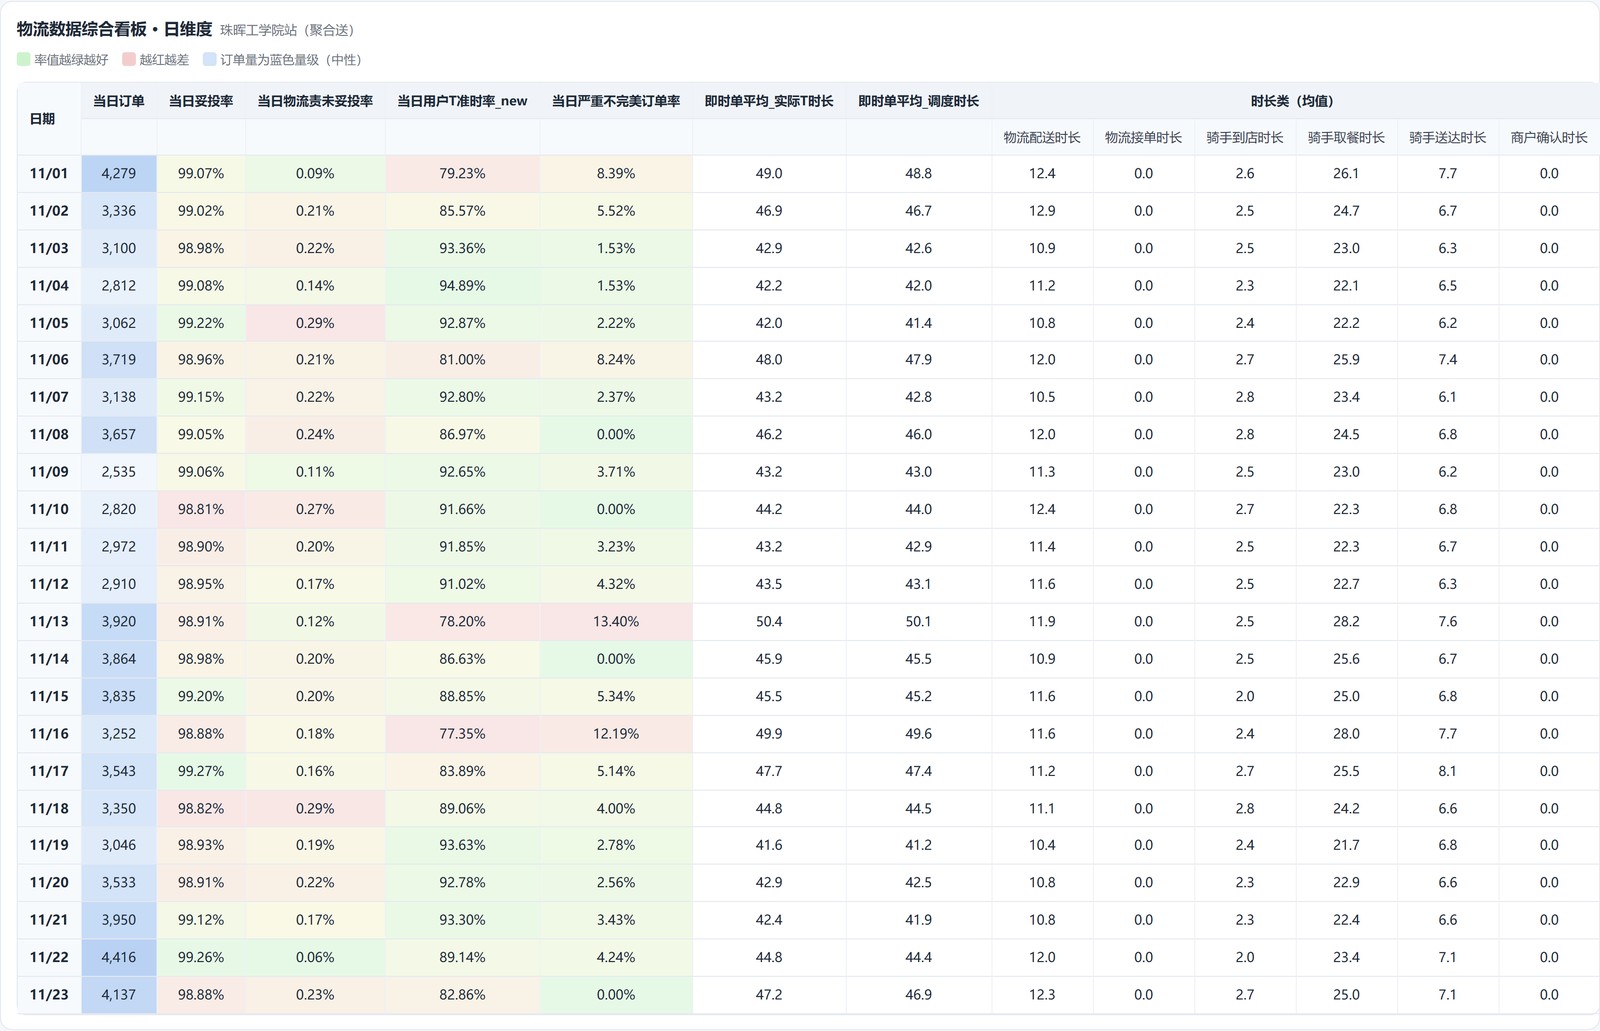 物流数据综合看板 • 日维度 珠晖工学院站（聚合送）
率值越绿越好 越红越差 订单量为蓝色量级（中性）
日期 当日订单 当日妥投率 当日物流责未妥投率 当日用户T准时率_new 当日严重不完美订单率 即时单平均_实际T时长 即时单平均_调度时长 时长类（均值）
物流配送时长 物流接单时长 骑手到店时长 骑手取餐时长 骑手送达时长 商户确认时长
11/01 4,279 99.07% 0.09% 79.23% 8.39% 49.0 48.8 12.4 0.0 2.6 26.1 7.7 0.0
11/02 3,336 99.02% 0.21% 85.57% 5.52% 46.9 46.7 12.9 0.0 2.5 24.7 6.7 0.0
11/03 3,100 98.98% 0.22% 93.36% 1.53% 42.9 42.6 10.9 0.0 2.5 23.0 6.3 0.0
11/04 2,812 99.08% 0.14% 94.89% 1.53% 42.2 42.0 11.2 0.0 2.3 22.1 6.5 0.0
11/05 3,062 99.22% 0.29% 92.87% 2.22% 42.0 41.4 10.8 0.0 2.4 22.2 6.2 0.0
11/06 3,719 98.96% 0.21% 81.00% 8.24% 48.0 47.9 12.0 0.0 2.7 25.9 7.4 0.0
11/07 3,138 99.15% 0.22% 92.80% 2.37% 43.2 42.8 10.5 0.0 2.8 23.4 6.1 0.0
11/08 3,657 99.05% 0.24% 86.97% 0.00% 46.2 46.0 12.0 0.0 2.8 24.5 6.8 0.0
11/09 2,535 99.06% 0.11% 92.65% 3.71% 43.2 43.0 11.3 0.0 2.5 23.0 6.2 0.0
11/10 2,820 98.81% 0.27% 91.66% 0.00% 44.2 44.0 12.4 0.0 2.7 22.3 6.8 0.0
11/11 2,972 98.90% 0.20% 91.85% 3.23% 43.2 42.9 11.4 0.0 2.5 22.3 6.7 0.0
11/12 2,910 98.95% 0.17% 91.02% 4.32% 43.5 43.1 11.6 0.0 2.5 22.7 6.3 0.0
11/13 3,920 98.91% 0.12% 78.20% 13.40% 50.4 50.1 11.9 0.0 2.5 28.2 7.6 0.0
11/14 3,864 98.98% 0.20% 86.63% 0.00% 45.9 45.5 10.9 0.0 2.5 25.6 6.7 0.0
11/15 3,835 99.20% 0.20% 88.85% 5.34% 45.5 45.2 11.6 0.0 2.0 25.0 6.8 0.0
11/16 3,252 98.88% 0.18% 77.35% 12.19% 49.9 49.6 11.6 0.0 2.4 28.0 7.7 0.0
11/17 3,543 99.27% 0.16% 83.89% 5.14% 47.7 47.4 11.2 0.0 2.7 25.5 8.1 0.0
11/18 3,350 98.82% 0.29% 89.06% 4.00% 44.8 44.5 11.1 0.0 2.8 24.2 6.6 0.0
11/19 3,046 98.93% 0.19% 93.63% 2.78% 41.6 41.2 10.4 0.0 2.4 21.7 6.8 0.0
11/20 3,533 98.91% 0.22% 92.78% 2.56% 42.9 42.5 10.8 0.0 2.3 22.9 6.6 0.0
11/21 3,950 99.12% 0.17% 93.30% 3.43% 42.4 41.9 10.8 0.0 2.3 22.4 6.6 0.0
11/22 4,416 99.26% 0.06% 89.14% 4.24% 44.8 44.4 12.0 0.0 2.0 23.4 7.1 0.0
11/23 4,137 98.88% 0.23% 82.86% 0.00% 47.2 46.9 12.3 0.0 2.7 25.0 7.1 0.0